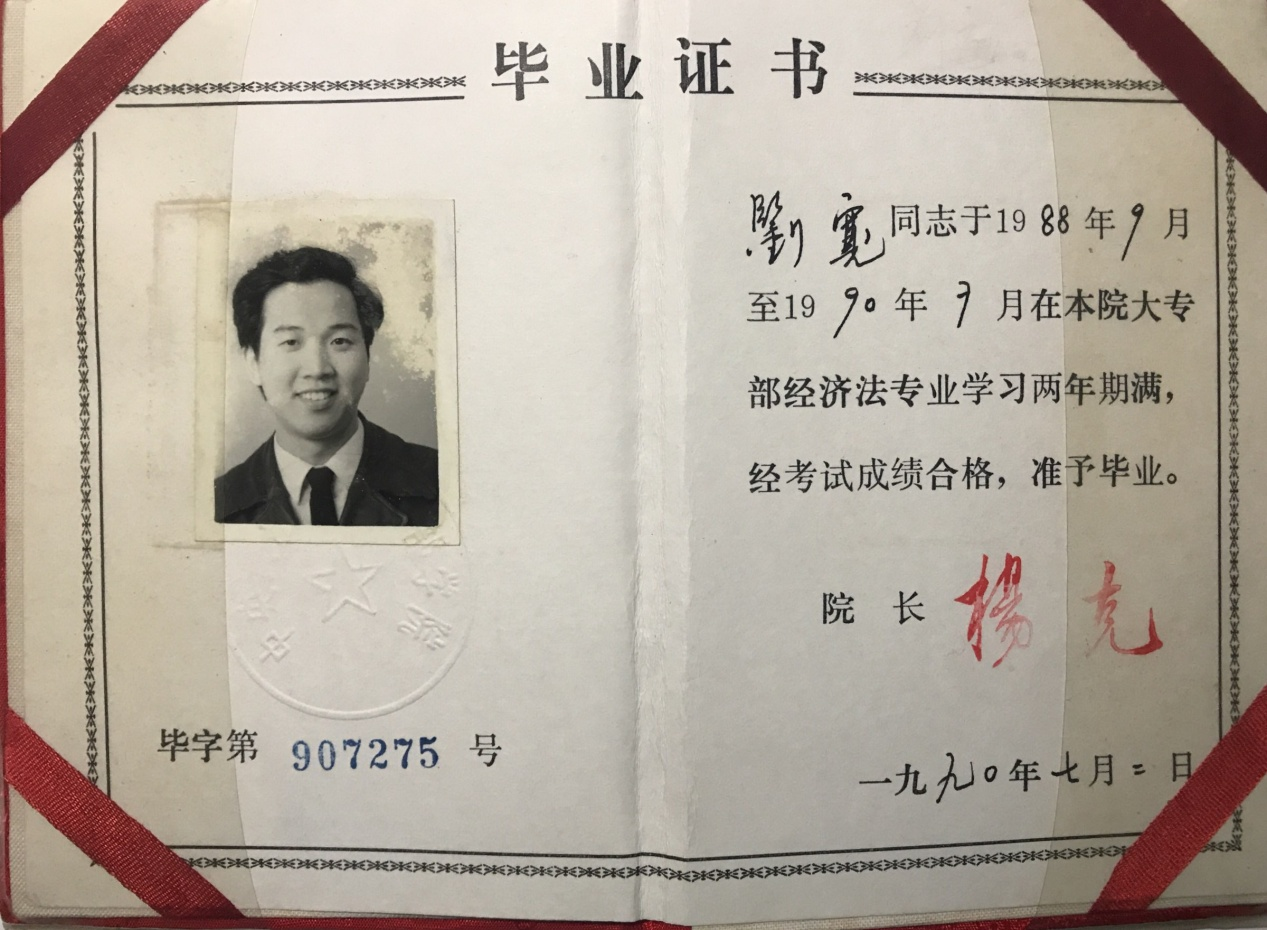 毕业证书
劉寬同志于1988年9月
至1990年7月在本院大专
部经济法专业学习两年期满，
经考试成绩合格，准予毕业。
院 长 楊克
毕字第 907275 号
一九九0年七月二日